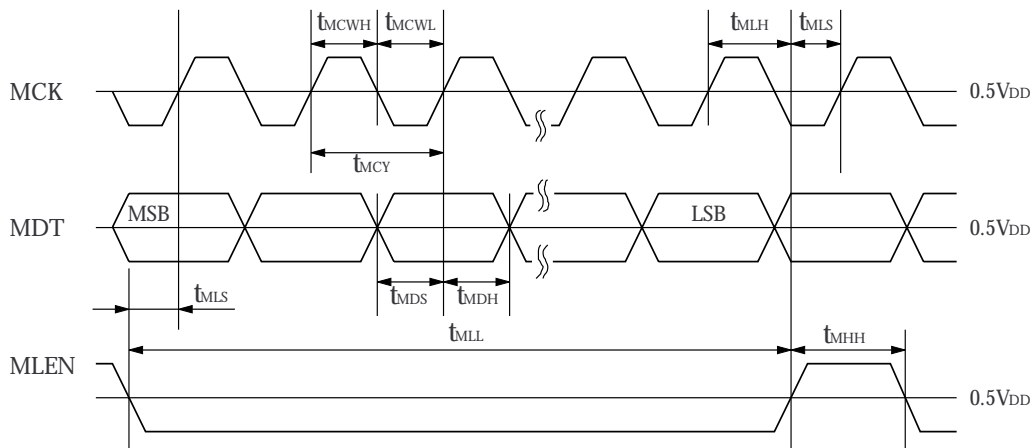 tMCWH tMCWL tMLH tMLS
MCK 0.5VDD
tMCY
MSB LSB
MDT 0.5VDD
tMLS tMDS tMDH
tMLL tMHH
MLEN
0.5VDD